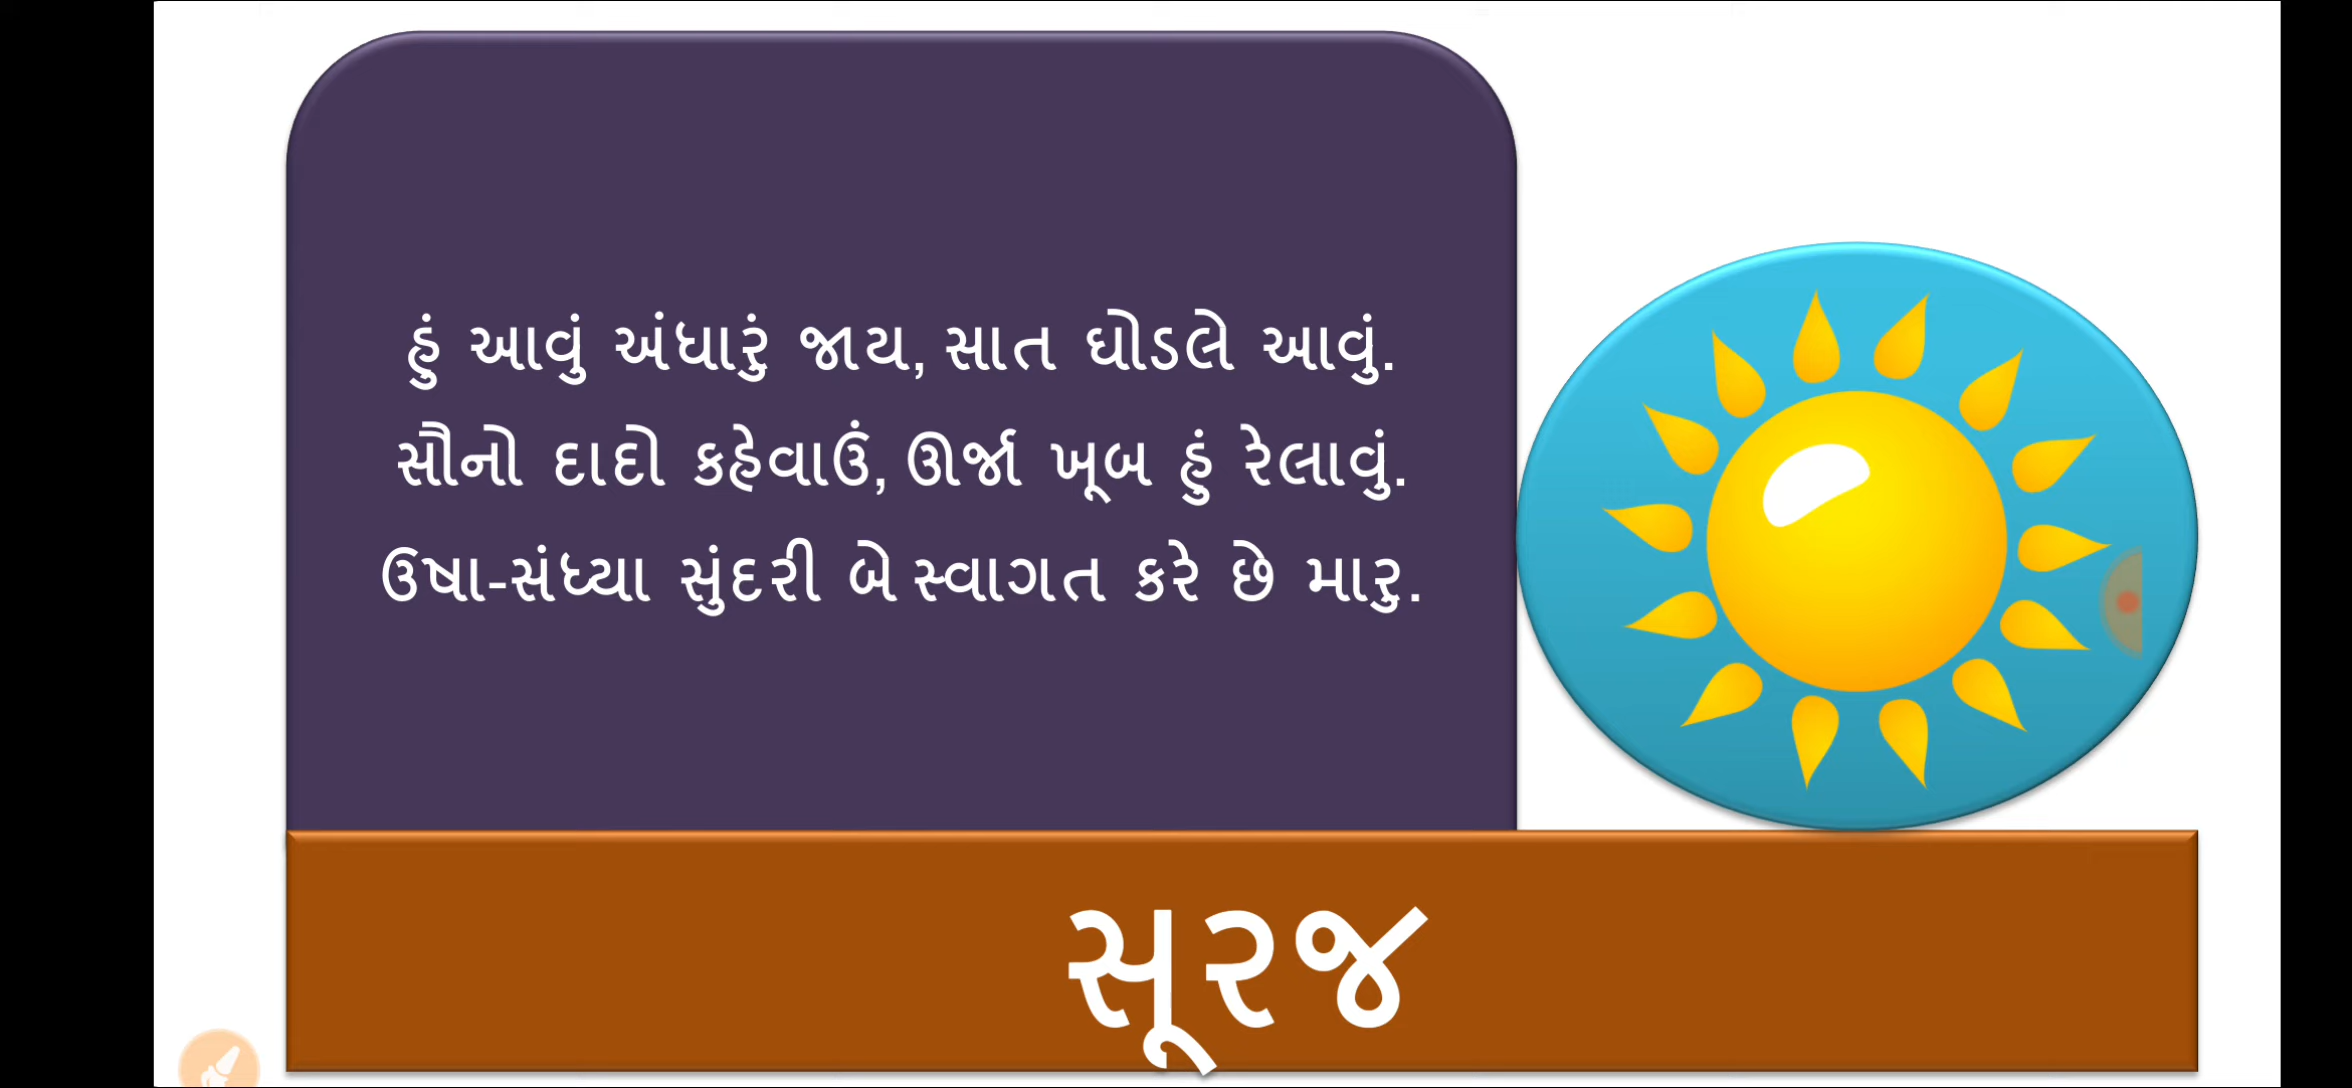 હું આવું અંધારું જાય, સાત ઘોડલે આવું.
સૌનો દાદો કહેવાઉં, ઊર્જા ખૂબ હું રેલાવું.
ઉષા-સંધ્યા સુંદરી બે સ્વાગત કરે છે મારુ.
સૂરજ